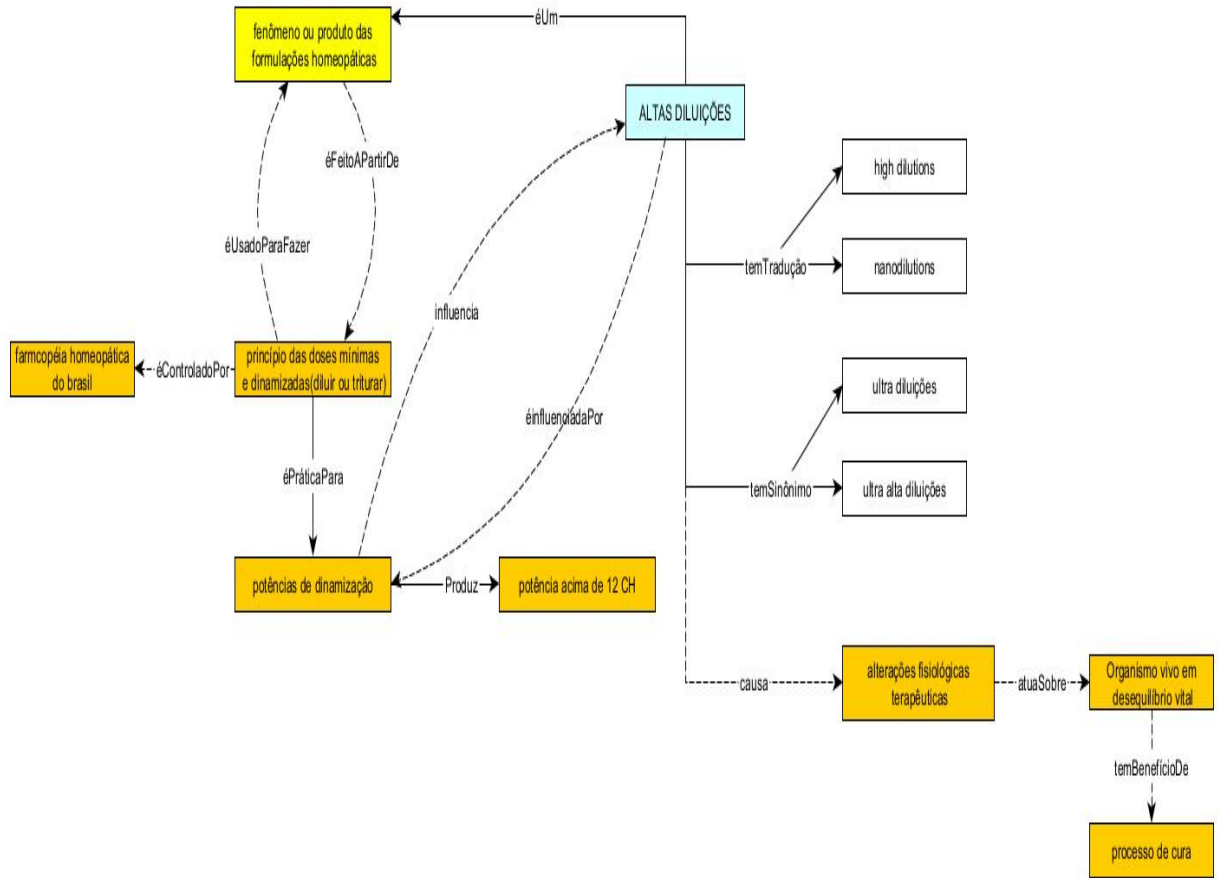 éUm
fenômeno ou produto das
formulações homeopáticas
ALTAS DILUIÇÕES
éFeitoAPartirDe
high dilutions
éUsadoParaFazer
temTradução
nanodilutions
influencia
farmcopéia homeopática
do brasil
éControladoPor
princípio das doses mínimas
e dinamizadas(diluir ou triturar)
ultra diluições
éinfluenciadaPor
éPráticaPara
temSinônimo
ultra alta diluições
potências de dinamização
Produz
potência acima de 12 CH
causa
alterações fisiológicas
terapêuticas
atuaSobre
Organismo vivo em
desequilíbrio vital
temBenefícioDe
processo de cura